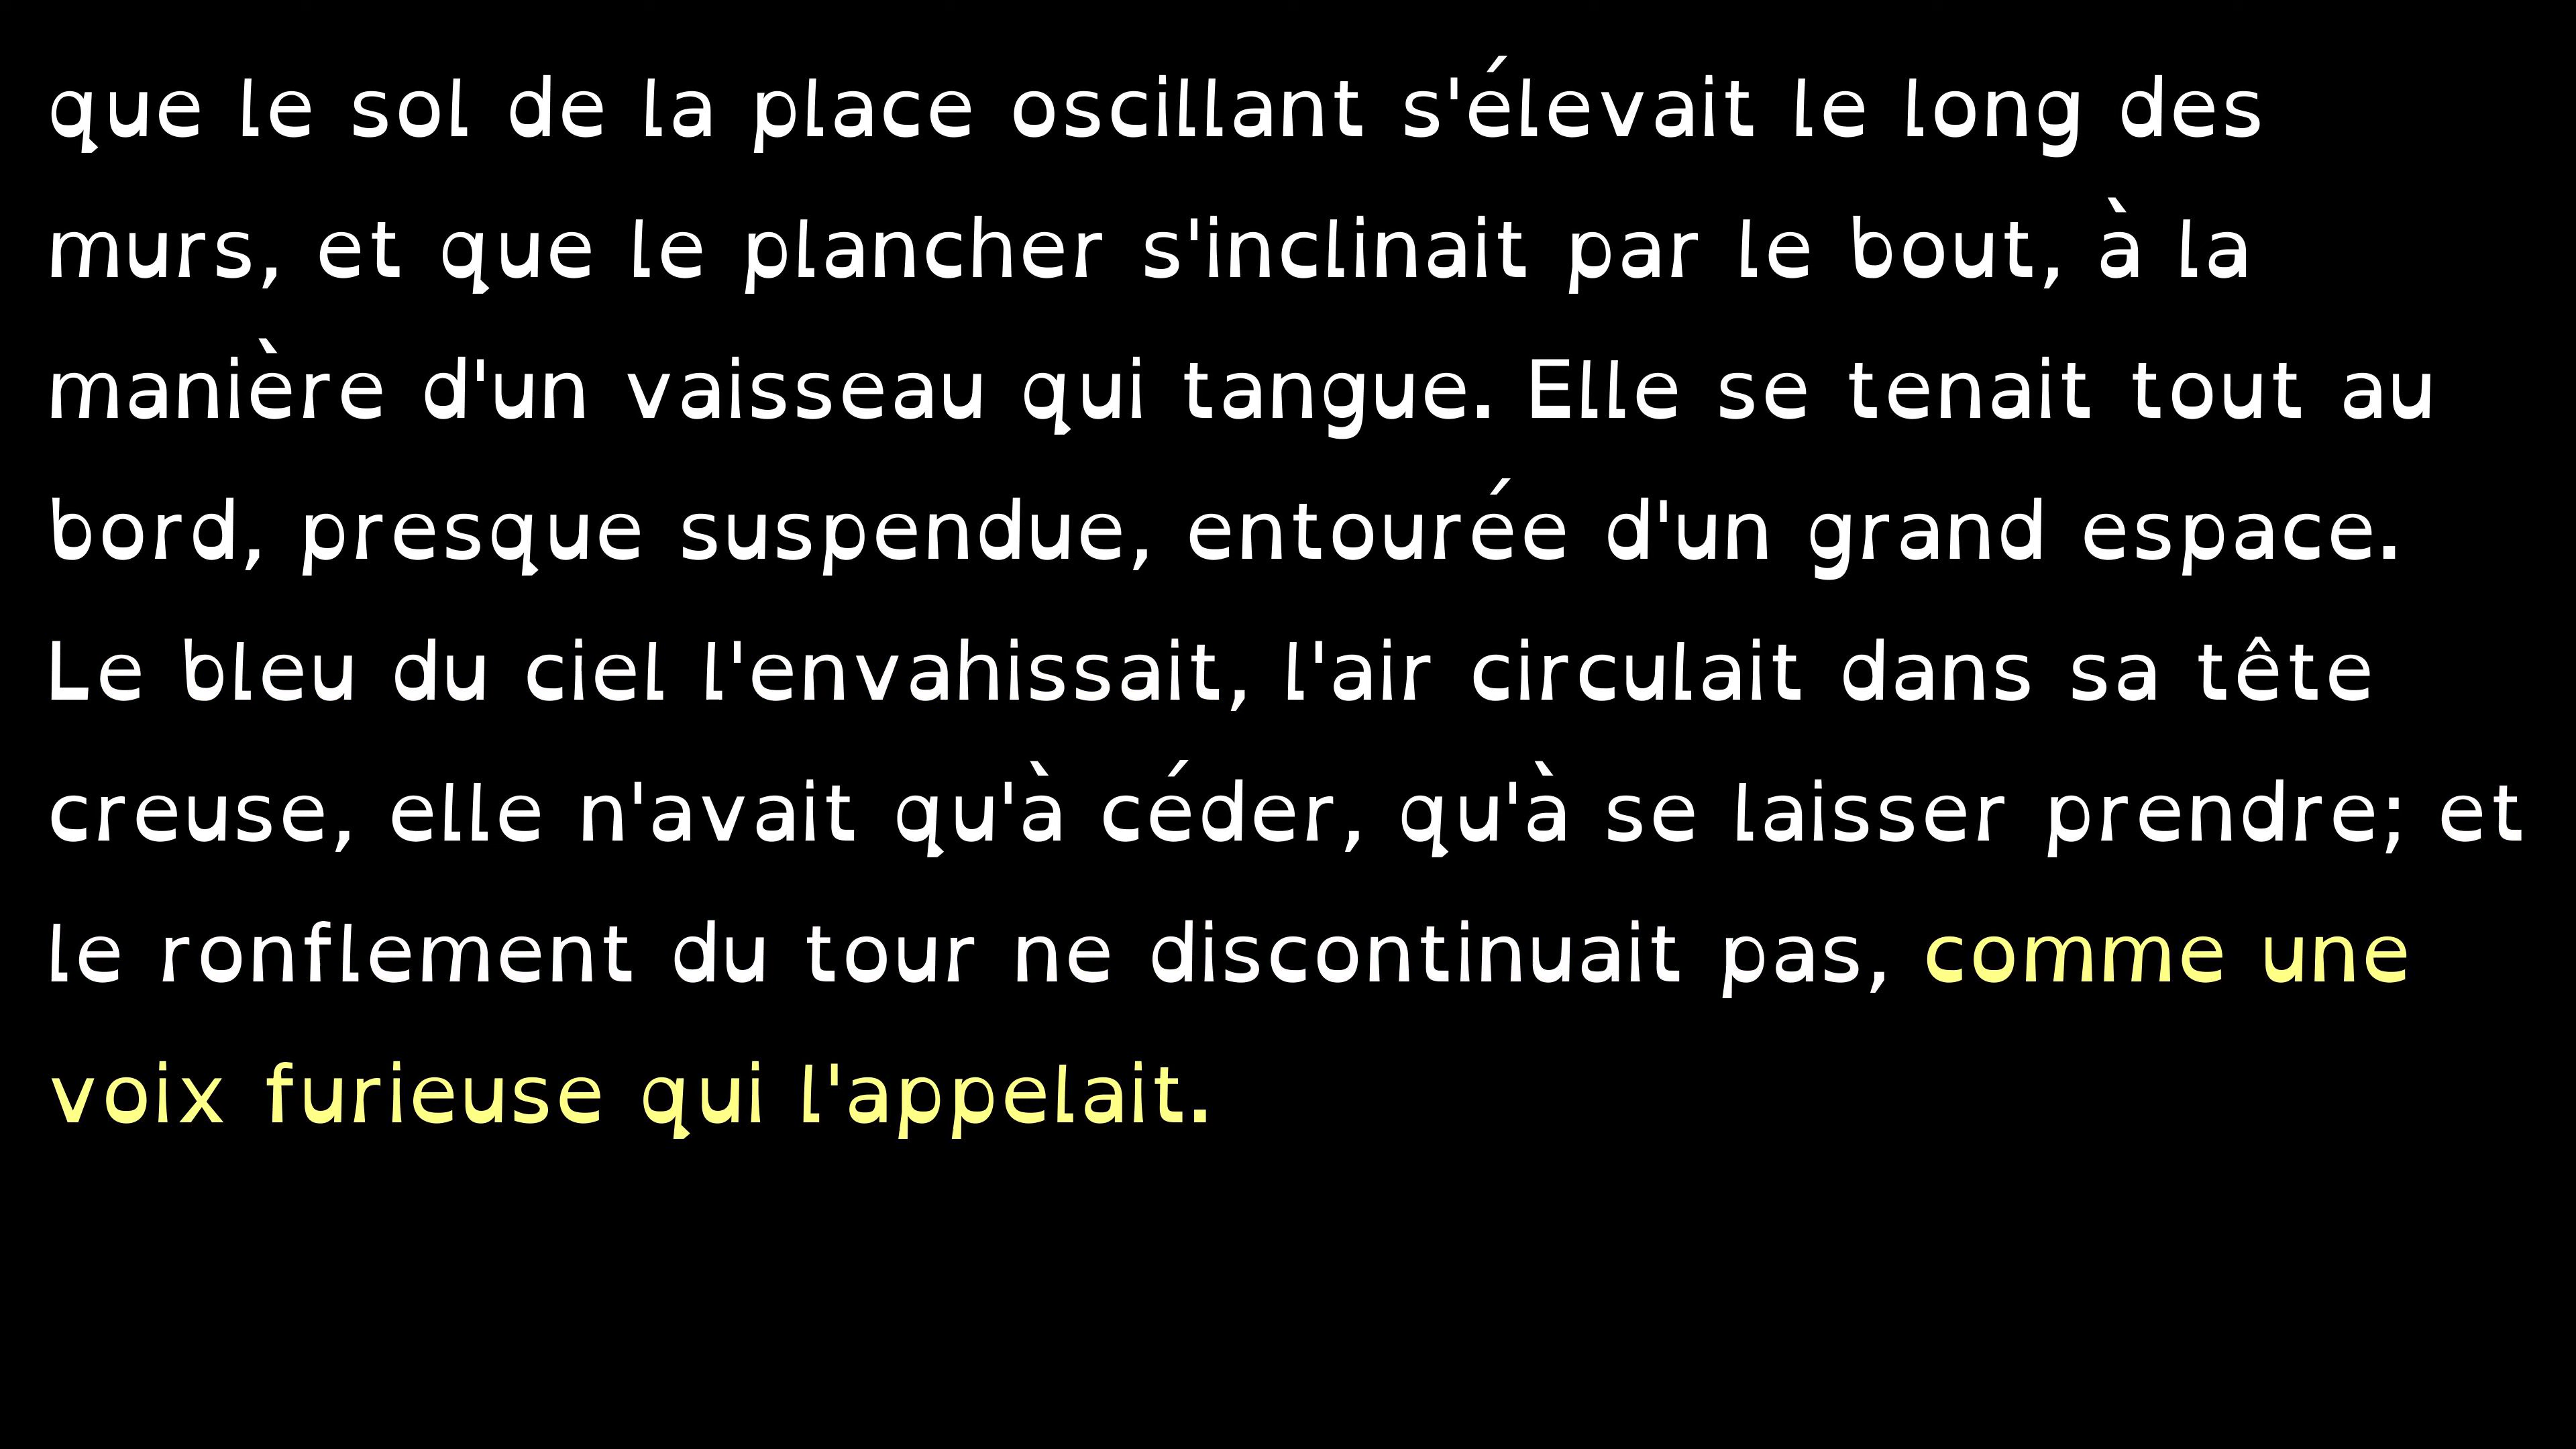 que le sol de la place oscillant s'élevait le long des
murs, et que le plancher s'inclinait par le bout, à la
manière d'un vaisseau qui tangue. Elle se tenait tout au
bord, presque suspendue, entourée d'un grand espace.
Le bleu du ciel l'envahissait, l'air circulait dans sa tête
creuse, elle n'avait qu'à céder, qu'à se laisser prendre; et
le ronflement du tour ne discontinuait pas, comme une
voix furieuse qui l'appelait.